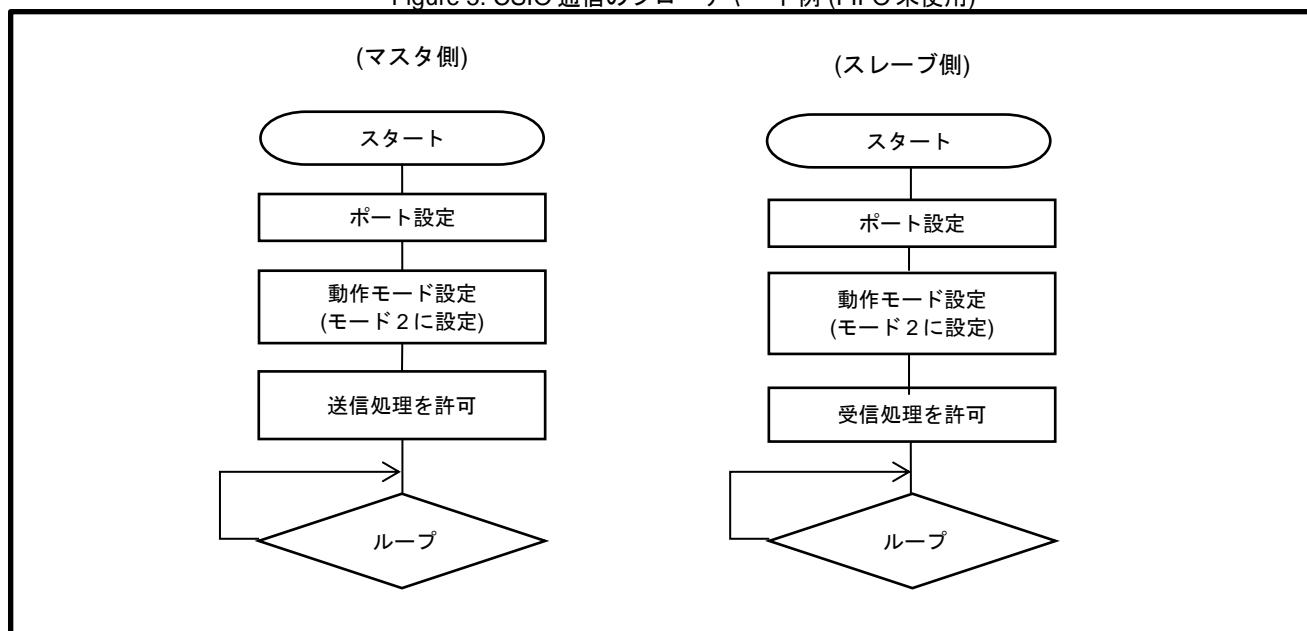 (マスタ側)
スタート
ポート設定
動作モード設定
(モード 2 に設定)
送信処理を許可
ループ
(スレーブ側)
スタート
ポート設定
動作モード設定
(モード 2 に設定)
受信処理を許可
ループ